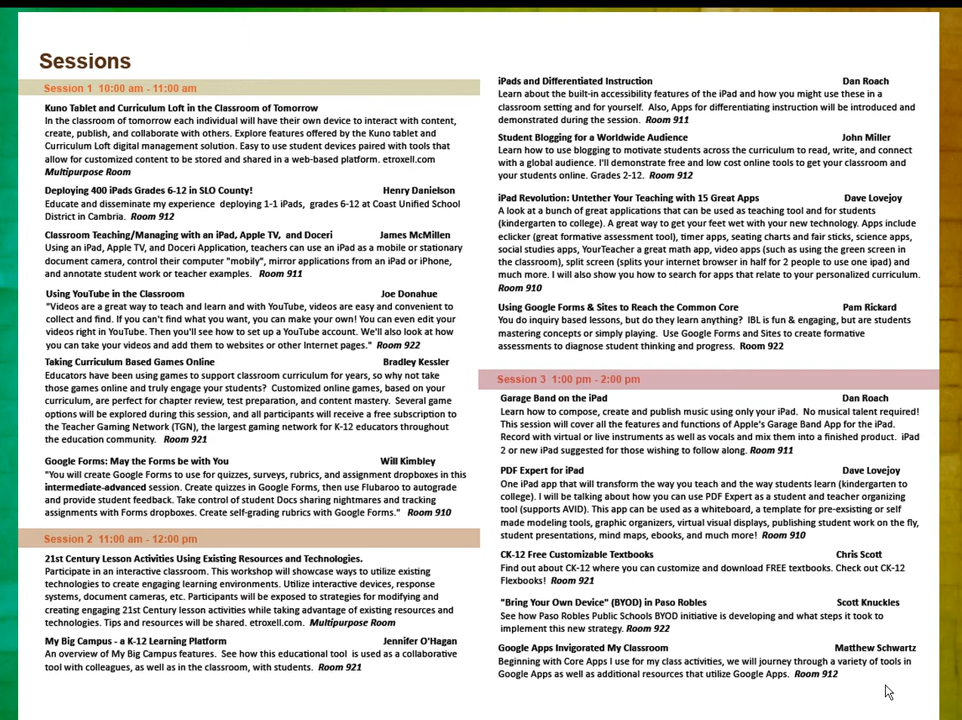 Sessions
Session 1 10:00 am - 11:00 am
Kuno Tablet and Curriculum Loft in the Classroom of Tomorrow
In the classroom of tomorrow each individual will have their own device to interact with content,
create, publish, and collaborate with others. Explore features offered by the Kuno tablet and
Curriculum Loft digital management solution. Easy to use student devices paired with tools that
allow for customized content to be stored and shared in a web-based platform. etroxell.com
Multipurpose Room
Deploying 400 iPads Grades 6-12 in SLO County! Henry Danielson
Educate and disseminate my experience deploying 1-1 iPads, grades 6-12 at Coast Unified School
District in Cambria. Room 912
Classroom Teaching/Managing with an iPad, Apple TV, and Doceri James McMillen
Using an iPad, Apple TV, and Doceri Application, teachers can use an iPad as a mobile or stationary
document camera, control their computer "mobily", mirror applications from an iPad or iPhone,
and annotate student work or teacher examples. Room 911
Using YouTube in the Classroom Joe Donahue
"Videos are a great way to teach and learn and with YouTube, videos are easy and convenient to
collect and find. If you can't find what you want, you can make your own! You can even edit your
videos right in YouTube. Then you'll see how to set up a YouTube account. We'll also look at how
you can take your videos and add them to websites or other Internet pages." Room 922
Taking Curriculum Based Games Online Bradley Kessler
Educators have been using games to support classroom curriculum for years, so why not take
those games online and truly engage your students? Customized online games, based on your
curriculum, are perfect for chapter review, test preparation, and content mastery. Several game
options will be explored during this session, and all participants will receive a free subscription to
the Teacher Gaming Network (TGN), the largest gaming network for K-12 educators throughout
the education community. Room 921
Google Forms: May the Forms be with You Will Kimbley
"You will create Google Forms to use for quizzes, surveys, rubrics, and assignment dropboxes in this
intermediate-advanced session. Create quizzes in Google Forms, then use Flubaroo to autograde
and provide student feedback. Take control of student Docs sharing nightmares and tracking
assignments with Forms dropboxes. Create self-grading rubrics with Google Forms." Room 910
Session 2 11:00 am - 12:00 pm
21st Century Lesson Activities Using Existing Resources and Technologies.
Participate in an interactive classroom. This workshop will showcase ways to utilize existing
technologies to create engaging learning environments. Utilize interactive devices, response
systems, document cameras, etc. Participants will be exposed to strategies for modifying and
creating engaging 21st Century lesson activities while taking advantage of existing resources and
technologies. Tips and resources will be shared. etroxell.com. Multipurpose Room
My Big Campus - a K-12 Learning Platform Jennifer O'Hagan
An overview of My Big Campus features. See how this educational tool is used as a collaborative
tool with colleagues, as well as in the classroom, with students. Room 921
iPads and Differentiated Instruction Dan Roach
Learn about the built-in accessibility features of the iPad and how you might use these in a
classroom setting and for yourself. Also, Apps for differentiating instruction will be introduced and
demonstrated during the session. Room 911
Student Blogging for a Worldwide Audience John Miller
Learn how to use blogging to motivate students across the curriculum to read, write, and connect
with a global audience. I'll demonstrate free and low cost online tools to get your classroom and
your students online. Grades 2-12. Room 912
iPad Revolution: Untether Your Teaching with 15 Great Apps Dave Lovejoy
A look at a bunch of great applications that can be used as teaching tool and for students
(kindergarten to college). A great way to get your feet wet with your new technology. Apps include
eclicker (great formative assessment tool), timer apps, seating charts and fair sticks, science apps,
social studies apps, YourTeacher a great math app, video apps (such as using the green screen in
the classroom), split screen (splits your internet browser in half for 2 people to use one ipad) and
much more. I will also show you how to search for apps that relate to your personalized curriculum.
Room 910
Using Google Forms & Sites to Reach the Common Core Pam Rickard
You do inquiry based lessons, but do they learn anything? IBL is fun & engaging, but are students
mastering concepts or simply playing. Use Google Forms and Sites to create formative
assessments to diagnose student thinking and progress. Room 922
Session 3 1:00 pm - 2:00 pm
Garage Band on the iPad Dan Roach
Learn how to compose, create and publish music using only your iPad. No musical talent required!
This session will cover all the features and functions of Apple's Garage Band App for the iPad.
Record with virtual or live instruments as well as vocals and mix them into a finished product. iPad
2 or new iPad suggested for those wishing to follow along. Room 911
PDF Expert for iPad Dave Lovejoy
One iPad app that will transform the way you teach and the way students learn (kindergarten to
college). I will be talking about how you can use PDF Expert as a student and teacher organizing
tool (supports AVID). This app can be used as a whiteboard, a template for pre-exsisting or self
made modeling tools, graphic organizers, virtual visual displays, publishing student work on the fly,
student presentations, mind maps, ebooks, and much more! Room 910
CK-12 Free Customizable Textbooks Chris Scott
Find out about CK-12 where you can customize and download FREE textbooks. Check out CK-12
Flexbooks! Room 921
"Bring Your Own Device" (BYOD) in Paso Robles Scott Knuckles
See how Paso Robles Public Schools BYOD initiative is developing and what steps it took to
implement this new strategy. Room 922
Google Apps Invigorated My Classroom Matthew Schwartz
Beginning with Core Apps I use for my class activities, we will journey through a variety of tools in
Google Apps as well as additional resources that utilize Google Apps. Room 912